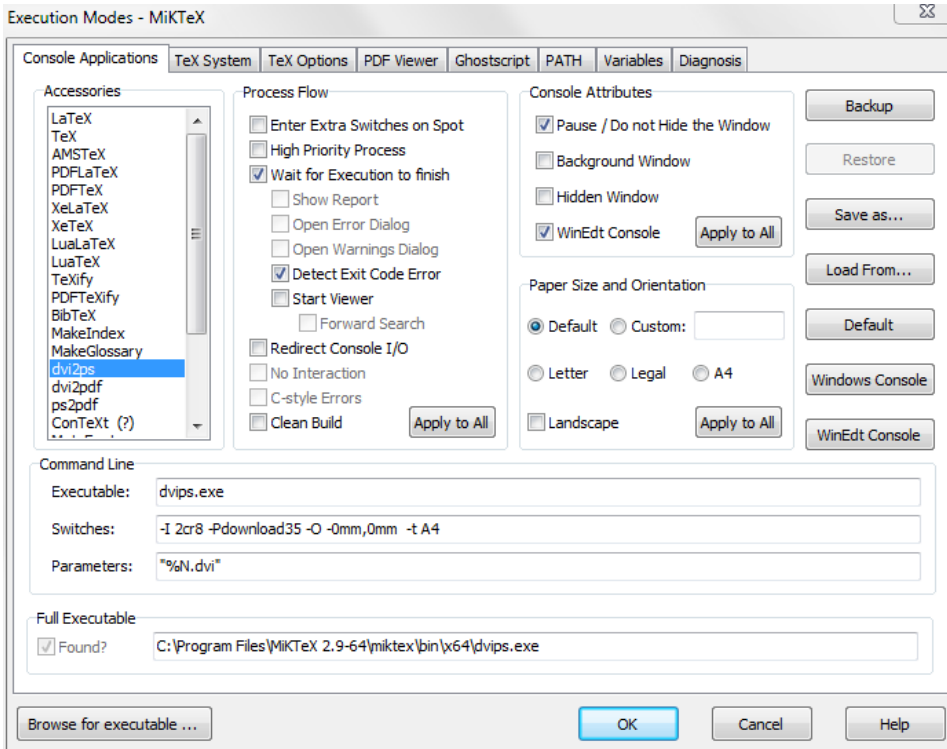 Execution Modes - MiKTeX
Console Applications TeX System TeX Options PDF Viewer Ghostscript PATH Variables Diagnosis
Accessories
LaTeX
TeX
AMSTeX
PDFLaTeX
PDFTeX
XeLaTeX
XeTeX
LuaLaTeX
LuaTeX
TeXify
PDFTeXify
BibTeX
MakeIndex
MakeGlossary
dvi2ps
dvi2pdf
ps2pdf
ConTeXt (?)
Process Flow
Enter Extra Switches on Spot
High Priority Process
Wait for Execution to finish
Show Report
Open Error Dialog
Open Warnings Dialog
Detect Exit Code Error
Start Viewer
Forward Search
Redirect Console I/O
No Interaction
C-style Errors
Clean Build Apply to All
Console Attributes
Pause / Do not Hide the Window
Background Window
Hidden Window
WinEdt Console Apply to All
Paper Size and Orientation
Default Custom:
Letter Legal A4
Landscape Apply to All
Backup
Restore
Save as...
Load From...
Default
Windows Console
WinEdt Console
Command Line
Executable: dvips.exe
Switches: -I 2cr8 -Pdownload35 -O -0mm,0mm -t A4
Parameters: "%N.dvi"
Full Executable
Found? C:\Program Files\MiKTeX 2.9-64\miktex\bin\x64\dvips.exe
Browse for executable ... OK Cancel Help